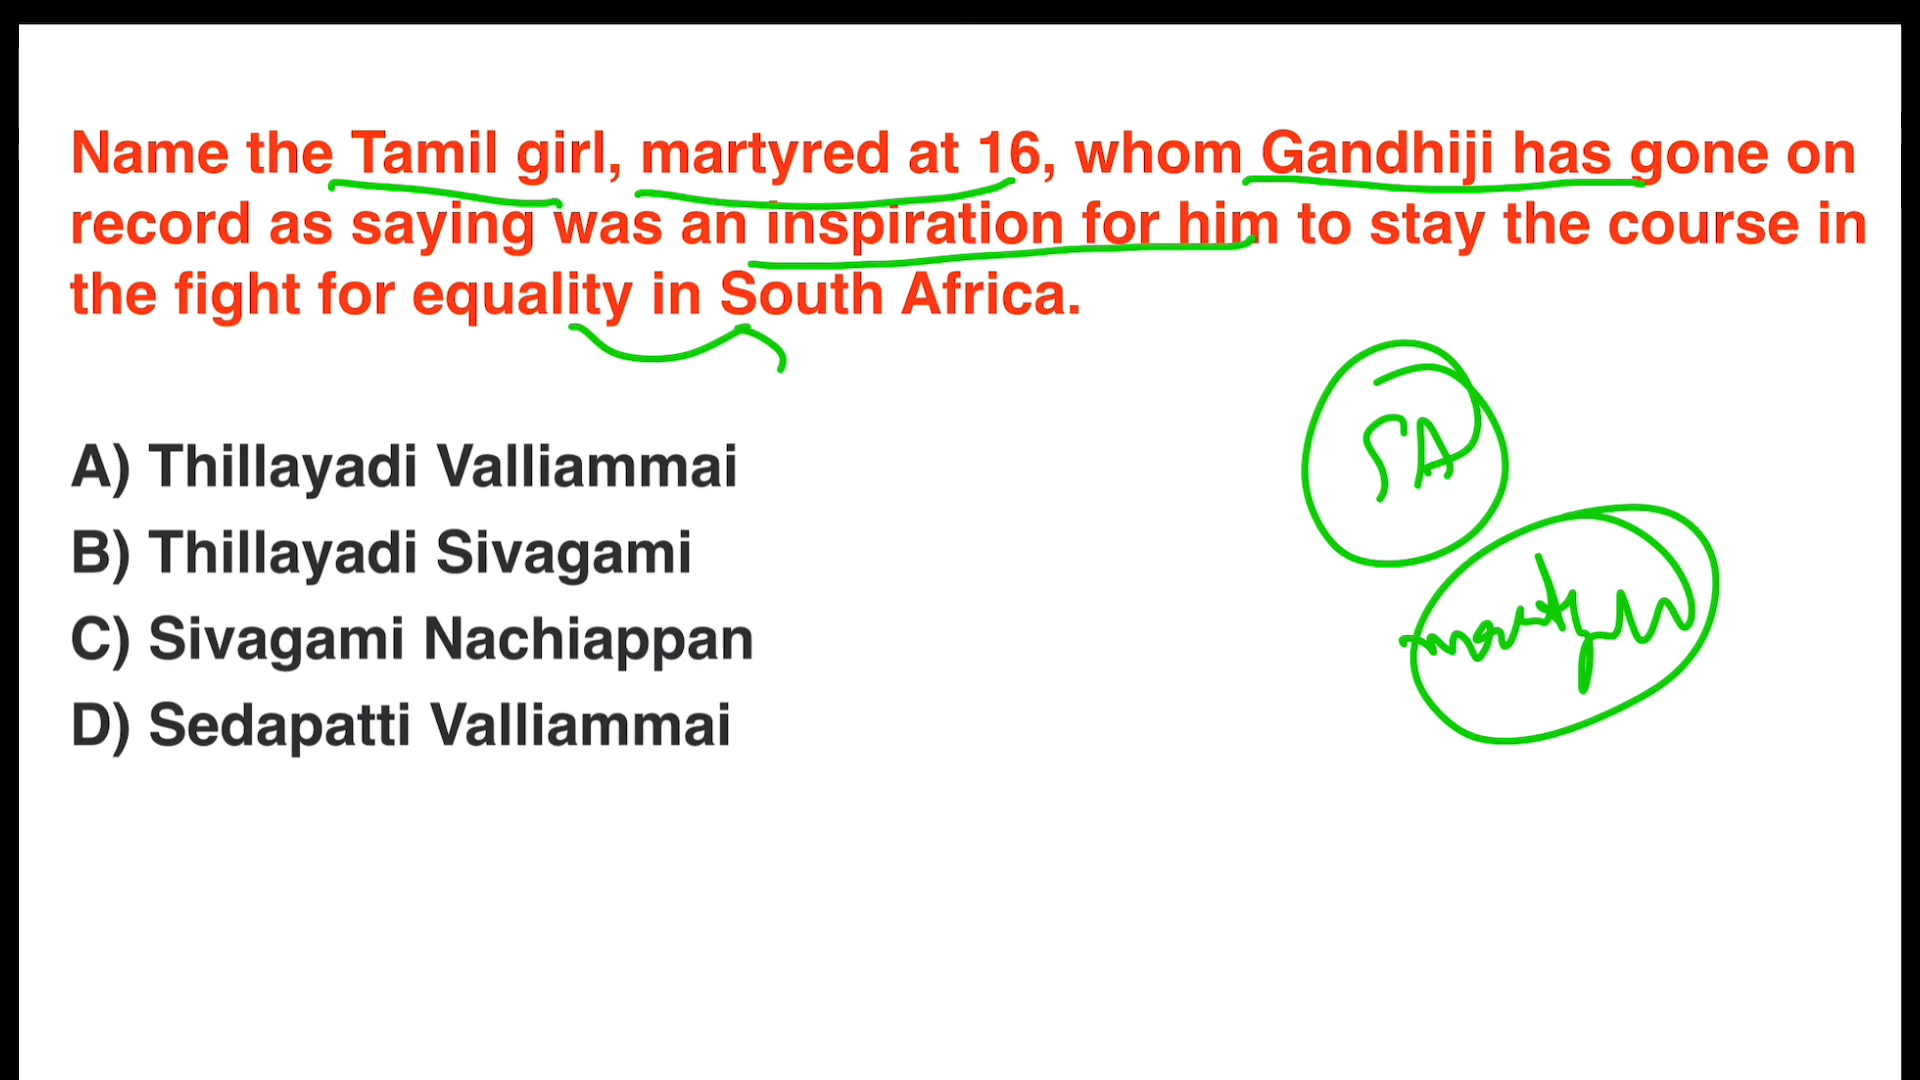 Name the Tamil girl, martyred at 16, whom Gandhiji has gone on
record as saying was an inspiration for him to stay the course in
the fight for equality in South Africa.
A) Thillayadi Valliammai
B) Thillayadi Sivagami
C) Sivagami Nachiappan
D) Sedapatti Valliammai
SA